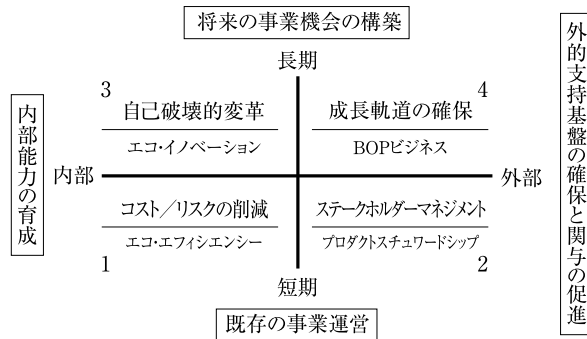 将来の事業機会の構築
長期
3
自己破壊的変革
エコ・イノベーション
4
成長軌道の確保
BOPビジネス
内部能力の育成
内部
外部
外的支持基盤の確保と関与の促進
コスト／リスクの削減
エコ・エフィシエンシー
1
ステークホルダーマネジメント
プロダクトスチュワードシップ
2
短期
既存の事業運営